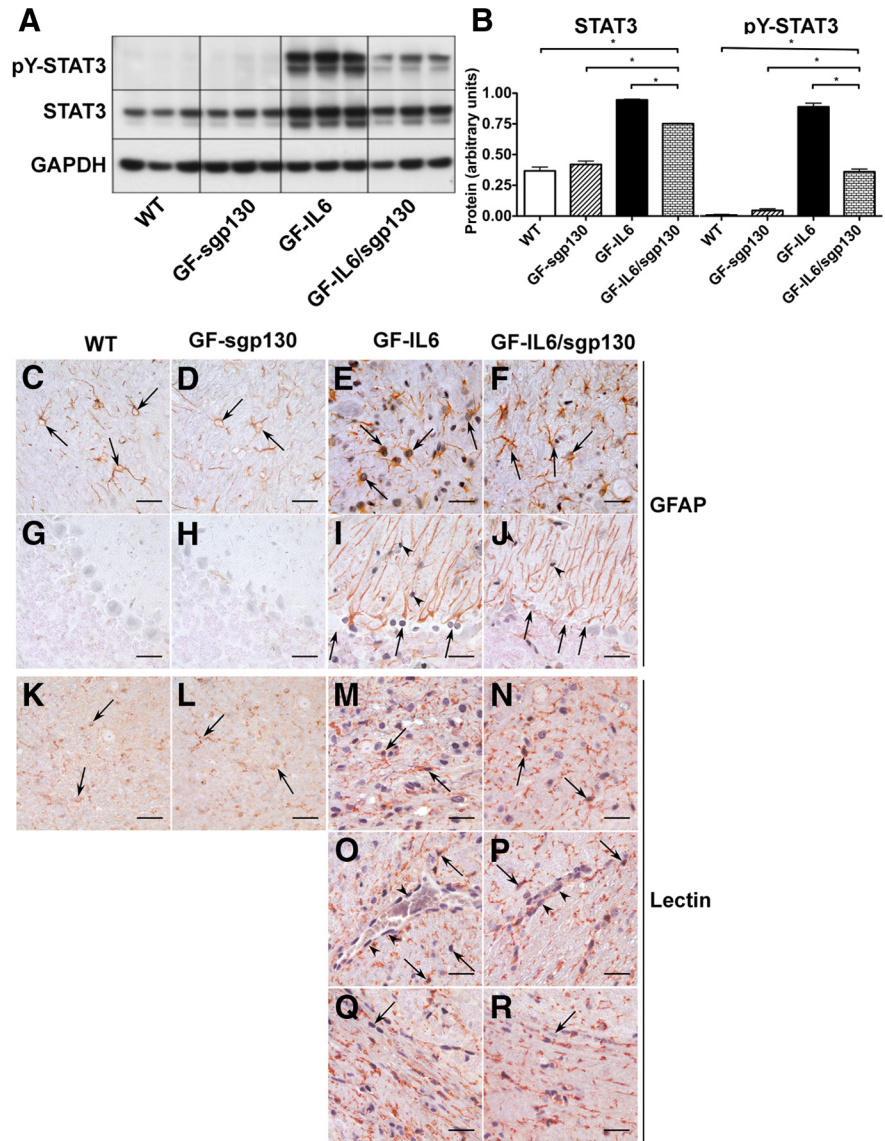 A
pY-STAT3
STAT3
GAPDH
WT
GF-sgp130
GF-IL6
GF-IL6/sgp130
B
STAT3
pY-STAT3
*
*
*
*
*
*
Protein (arbitrary units)
1.00
0.75
0.50
0.25
0.00
WT
GF-sgp130
GF-IL6
GF-IL6/sgp130
WT
GF-sgp130
GF-IL6
GF-IL6/sgp130
WT
GF-sgp130
GF-IL6
GF-IL6/sgp130
C
D
E
F
G
H
I
J
GFAP
K
L
M
N
O
P
Q
R
Lectin